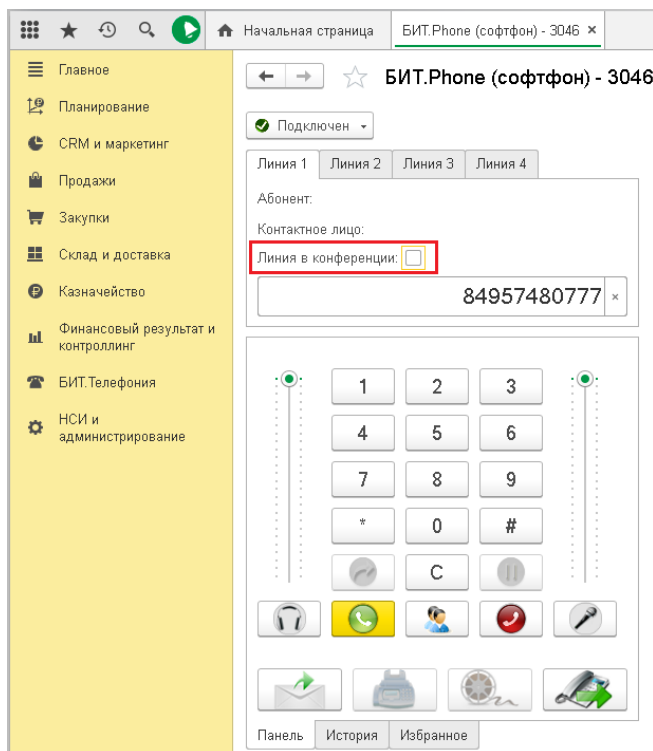 Начальная страница
БИТ.Phone (софтфон) - 3046 ×
Главное
Планирование
CRM и маркетинг
Продажи
Закупки
Склад и доставка
Казначейство
Финансовый результат и
контроллинг
БИТ.Телефония
НСИ и
администрирование
БИТ.Phone (софтфон) - 3046
Подключен
Линия 1 Линия 2 Линия 3 Линия 4
Абонент:
Контактное лицо:
Линия в конференции:
84957480777 ×
1 2 3
4 5 6
7 8 9
* 0 #
C
Панель История Избранное